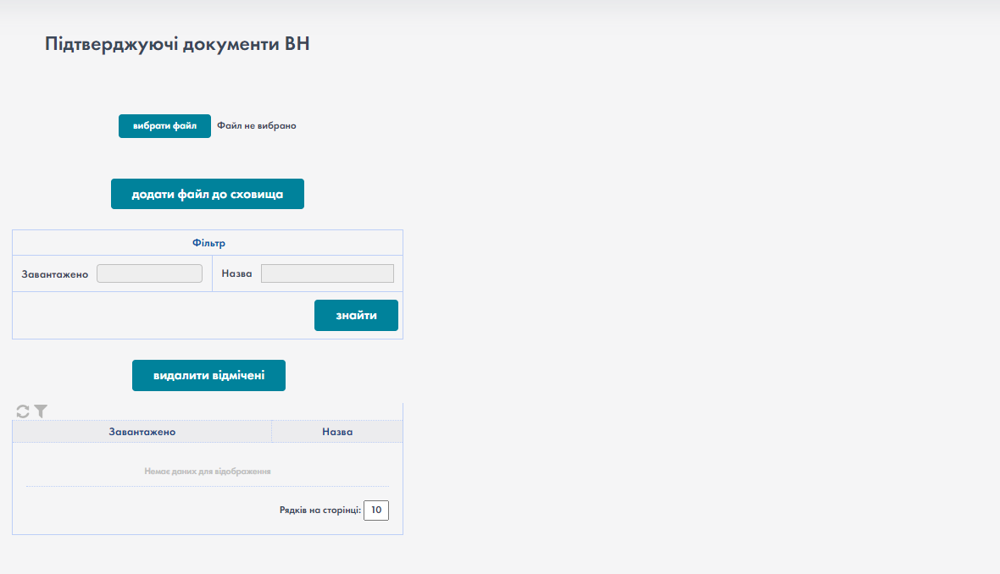 Підтверджуючі документи ВН
вибрати файл Файл не вибрано
додати файл до сховища
Фільтр
Завантажено Назва
знайти
видалити відмічені
Завантажено Назва
Немає даних для відображення
Рядків на сторінці: 10